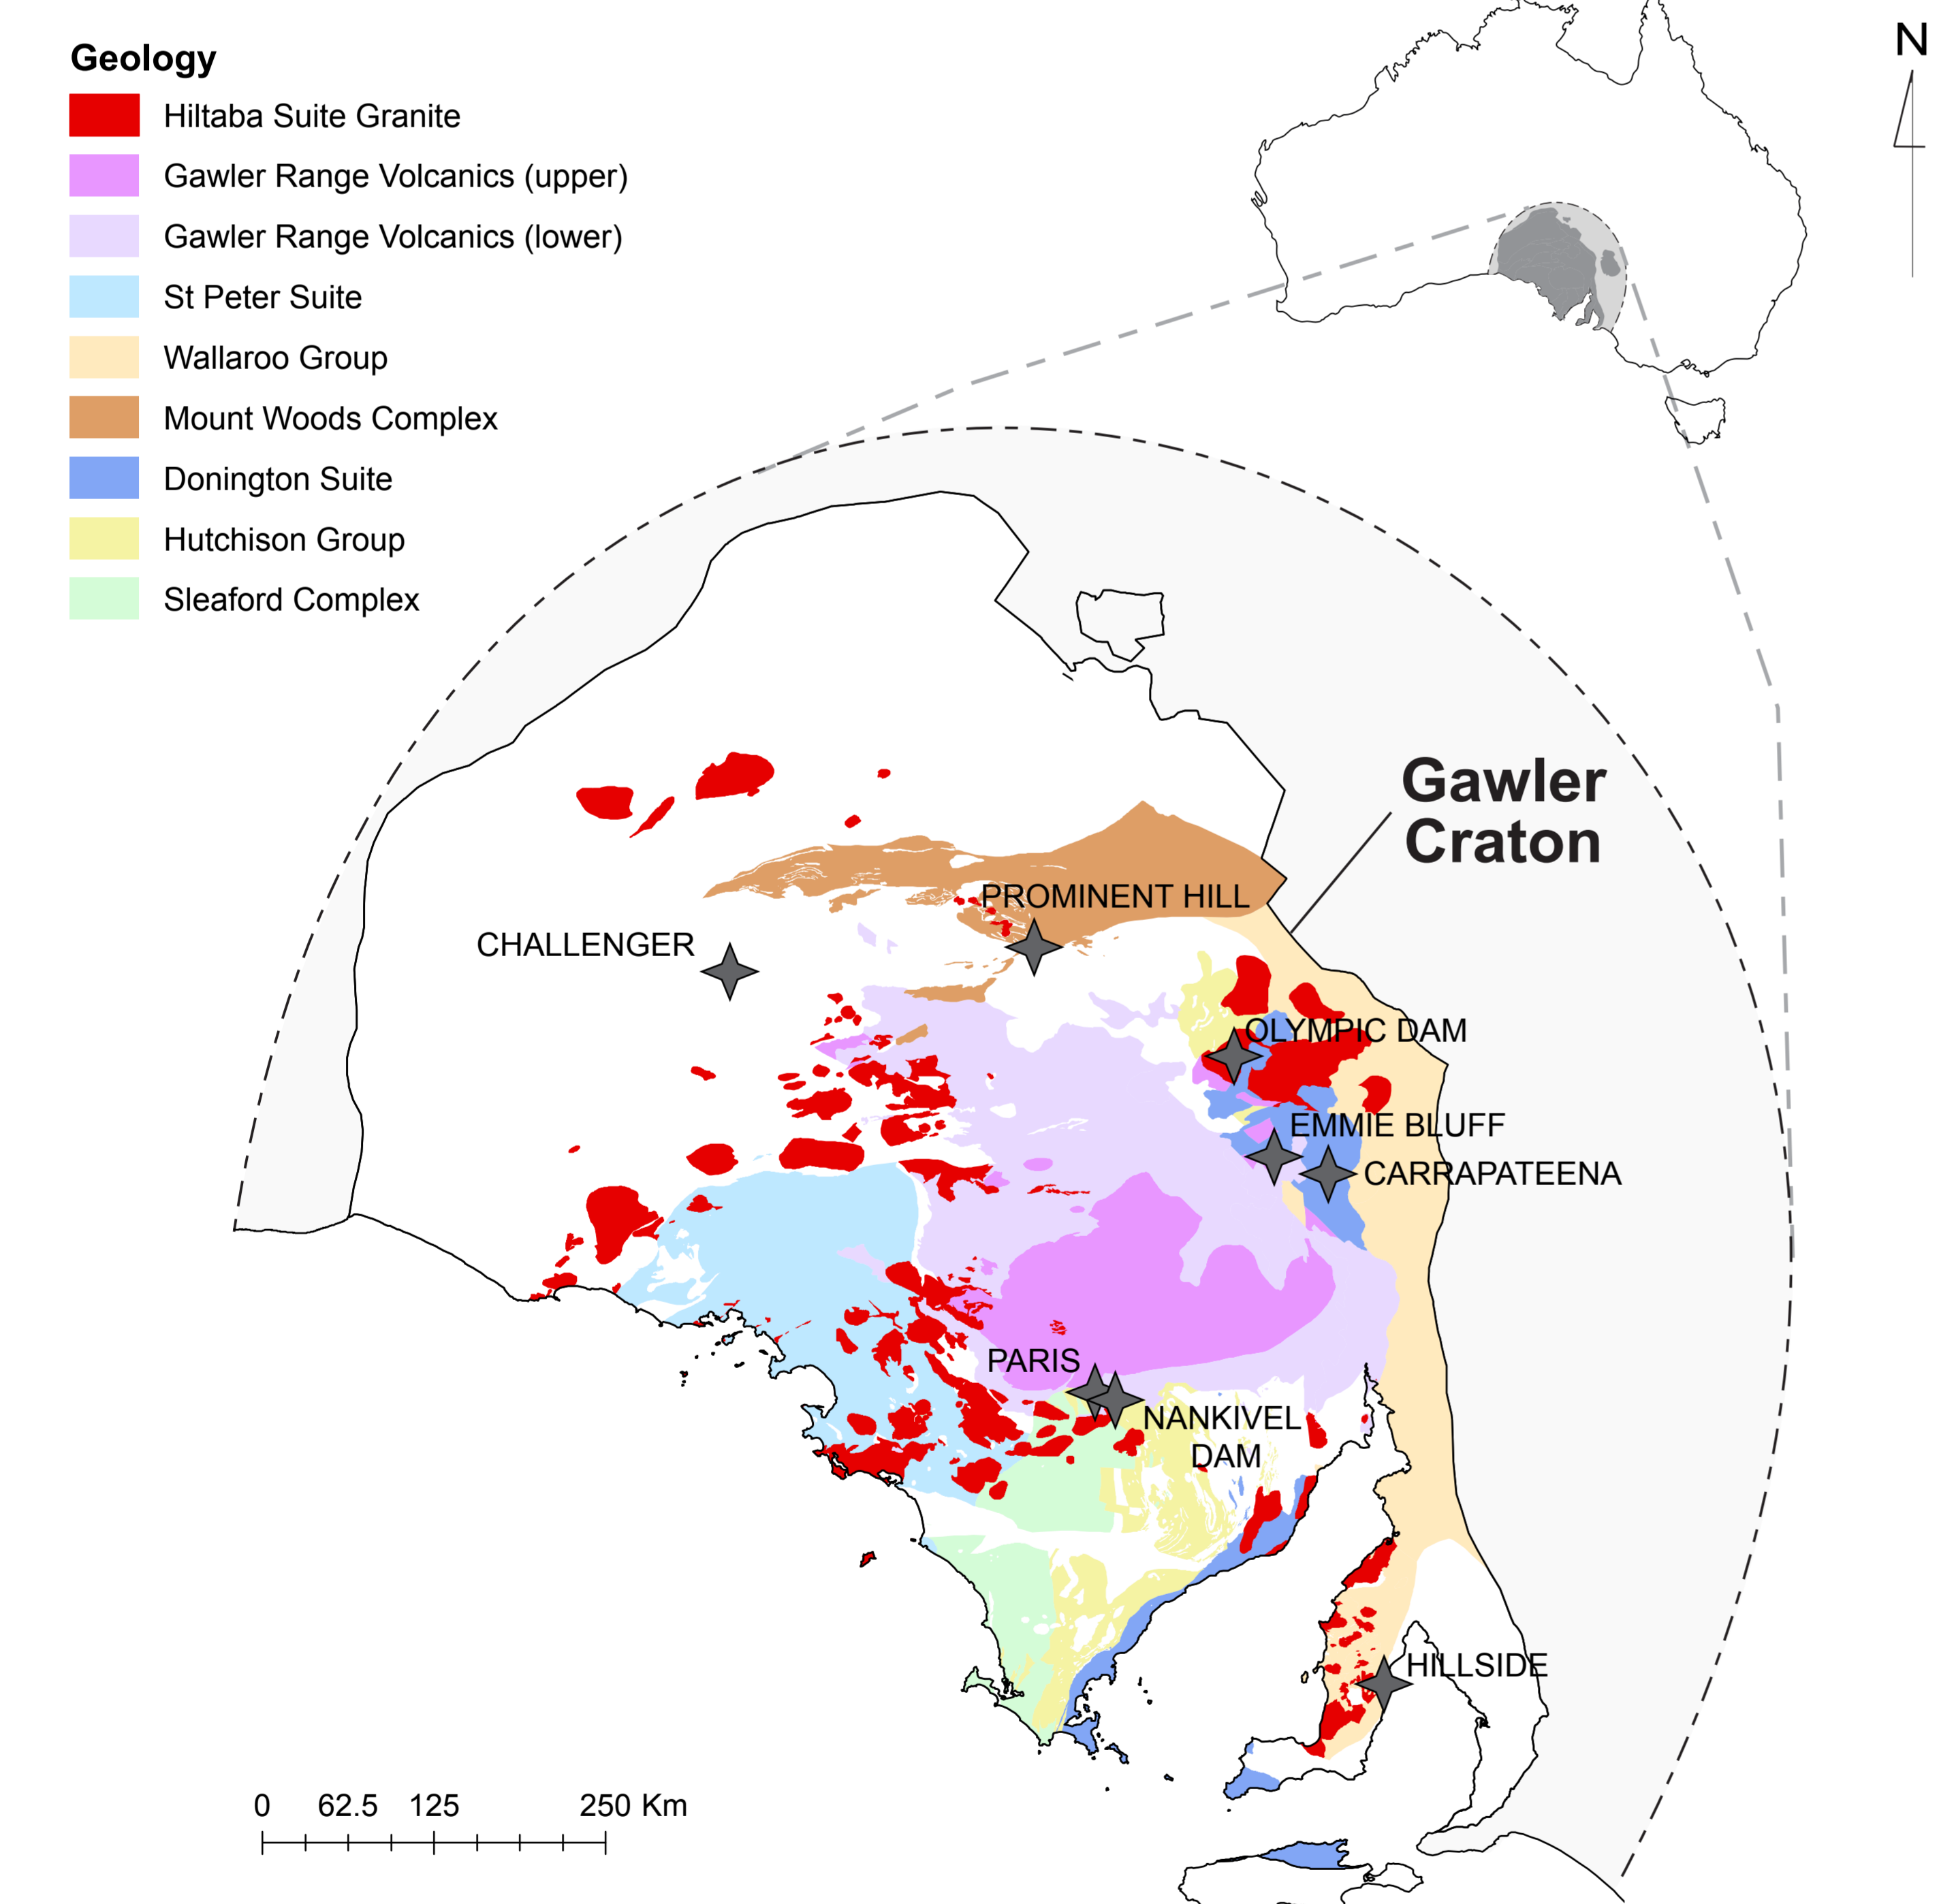 Geology
Hiltaba Suite Granite
Gawler Range Volcanics (upper)
Gawler Range Volcanics (lower)
St Peter Suite
Wallaroo Group
Mount Woods Complex
Donington Suite
Hutchison Group
Sleaford Complex
N
Gawler
Craton
PROMINENT HILL
CHALLENGER
OLYMPIC DAM
EMMIE BLUFF
CARRAPATEENA
PARIS
NANKIVEL
DAM
HILLSIDE
0 62.5 125 250 Km